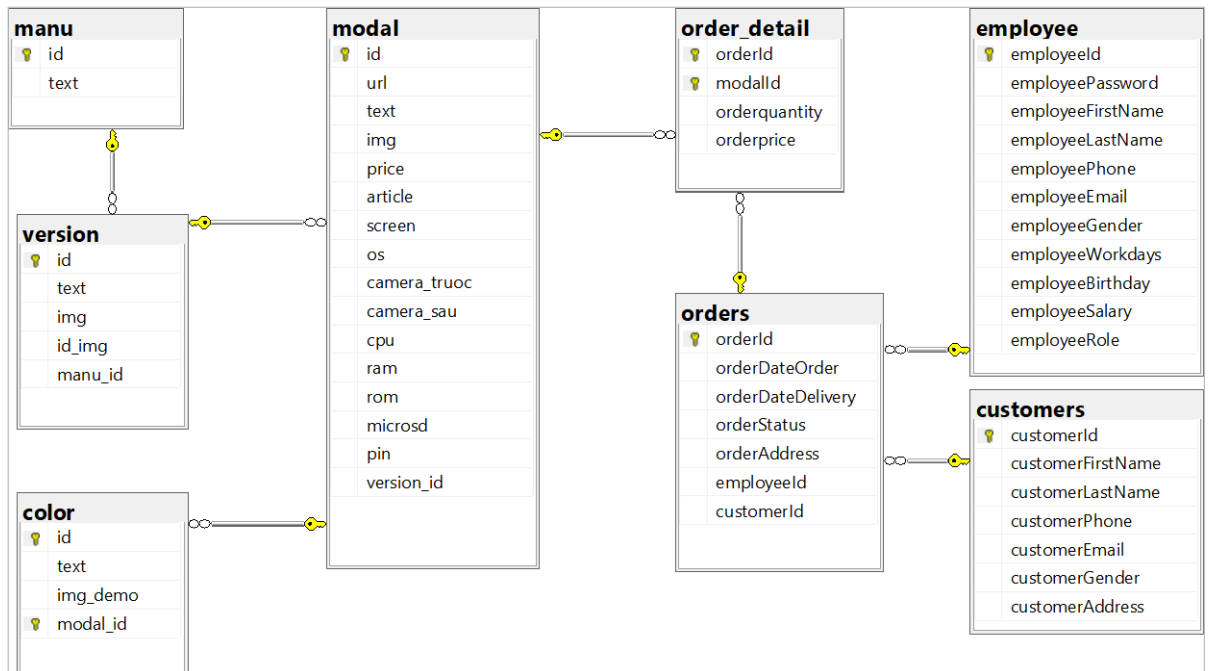 manu
id
text
version
id
text
img
id_img
manu_id
color
id
text
img_demo
modal_id
modal
id
url
text
img
price
article
screen
os
camera_truoc
camera_sau
cpu
ram
rom
microsd
pin
version_id
order_detail
orderId
modalId
orderquantity
orderprice
orders
orderId
orderDateOrder
orderDateDelivery
orderStatus
orderAddress
employeeId
customerId
employee
employeeId
employeePassword
employeeFirstName
employeeLastName
employeePhone
employeeEmail
employeeGender
employeeWorkdays
employeeBirthday
employeeSalary
employeeRole
customers
customerId
customerFirstName
customerLastName
customerPhone
customerEmail
customerGender
customerAddress